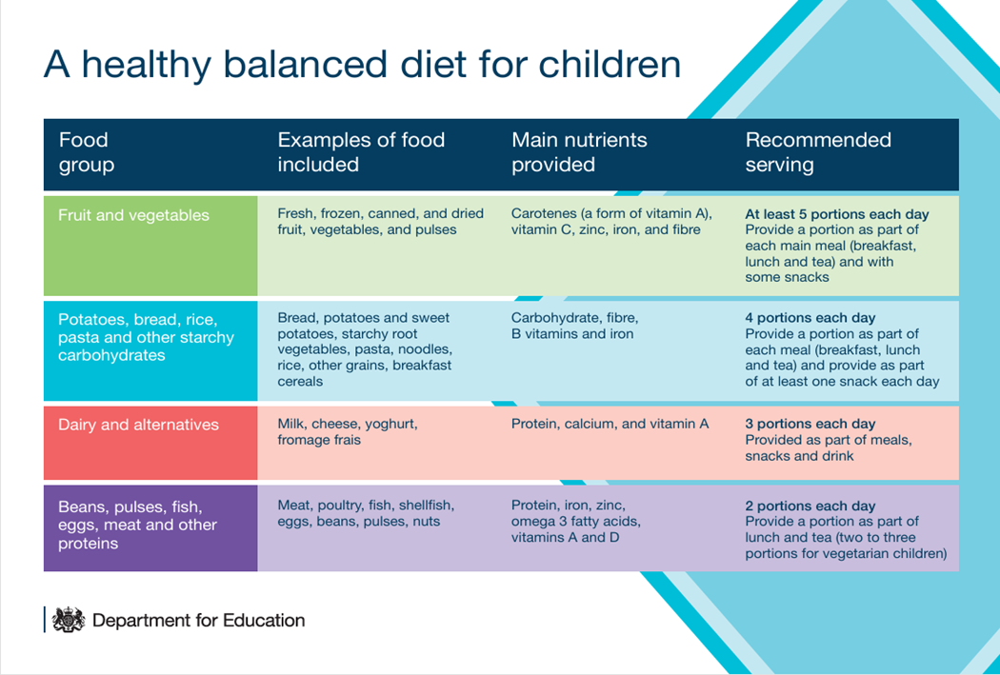 A healthy balanced diet for children
Food
group
Examples of food
included
Main nutrients
provided
Recommended
serving
Fruit and vegetables
Fresh, frozen, canned, and dried
fruit, vegetables, and pulses
Carotenes (a form of vitamin A),
vitamin C, zinc, iron, and fibre
At least 5 portions each day
Provide a portion as part of
each main meal (breakfast,
lunch and tea) and with
some snacks
Potatoes, bread, rice,
pasta and other starchy
carbohydrates
Bread, potatoes and sweet
potatoes, starchy root
vegetables, pasta, noodles,
rice, other grains, breakfast
cereals
Carbohydrate, fibre,
B vitamins and iron
4 portions each day
Provide a portion as part of
each meal (breakfast, lunch
and tea) and provide as part
of at least one snack each day
Dairy and alternatives
Milk, cheese, yoghurt,
fromage frais
Protein, calcium, and vitamin A
3 portions each day
Provided as part of meals,
snacks and drink
Beans, pulses, fish,
eggs, meat and other
proteins
Meat, poultry, fish, shellfish,
eggs, beans, pulses, nuts
Protein, iron, zinc,
omega 3 fatty acids,
vitamins A and D
2 portions each day
Provide a portion as part of
lunch and tea (two to three
portions for vegetarian children)
Department for Education